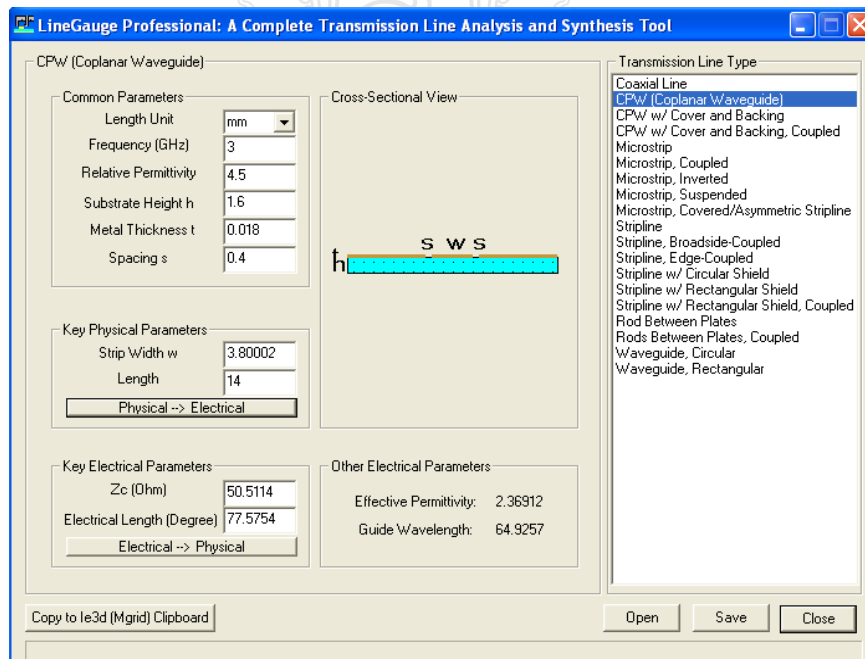 LineGauge Professional: A Complete Transmission Line Analysis and Synthesis Tool
CPW (Coplanar Waveguide)
Common Parameters
Length Unit mm
Frequency (GHz) 3
Relative Permittivity 4.5
Substrate Height h 1.6
Metal Thickness t 0.018
Spacing s 0.4
Key Physical Parameters
Strip Width w 3.80002
Length 14
Physical --> Electrical
Key Electrical Parameters
Zc (Ohm) 50.5114
Electrical Length (Degree) 77.5754
Electrical --> Physical
Cross-Sectional View
s w s
t
h
Other Electrical Parameters
Effective Permittivity: 2.36912
Guide Wavelength: 64.9257
Transmission Line Type
Coaxial Line
CPW (Coplanar Waveguide)
CPW w/ Cover and Backing
CPW w/ Cover and Backing, Coupled
Microstrip
Microstrip, Coupled
Microstrip, Inverted
Microstrip, Suspended
Microstrip, Covered/Asymmetric Stripline
Stripline
Stripline, Broadside-Coupled
Stripline, Edge-Coupled
Stripline w/ Circular Shield
Stripline w/ Rectangular Shield
Stripline w/ Rectangular Shield, Coupled
Rod Between Plates
Rods Between Plates, Coupled
Waveguide, Circular
Waveguide, Rectangular
Copy to Ie3d (Mgrid) Clipboard
Open
Save
Close